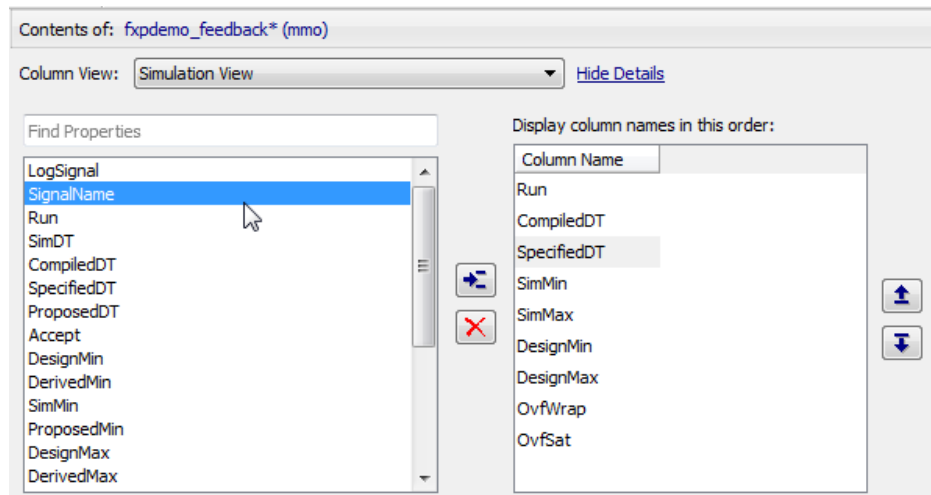 Contents of: fxpdemo_feedback* (mmo)
Column View: Simulation View Hide Details
Find Properties
LogSignal
SignalName
Run
SimDT
CompiledDT
SpecifiedDT
ProposedDT
Accept
DesignMin
DerivedMin
SimMin
ProposedMin
DesignMax
DerivedMax
Display column names in this order:
Column Name
Run
CompiledDT
SpecifiedDT
SimMin
SimMax
DesignMin
DesignMax
OvfWrap
OvfSat